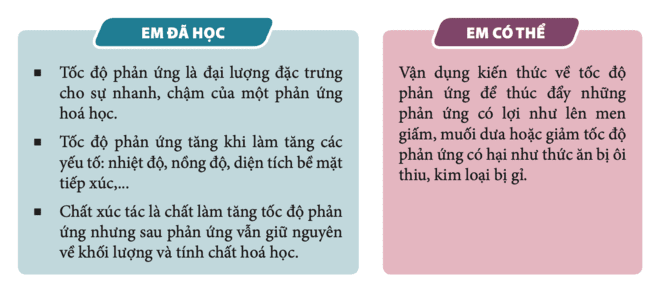 EM ĐÃ HỌC
▪ Tốc độ phản ứng là đại lượng đặc trưng
cho sự nhanh, chậm của một phản ứng
hoá học.
▪ Tốc độ phản ứng tăng khi làm tăng các
yếu tố: nhiệt độ, nồng độ, diện tích bề mặt
tiếp xúc,...
▪ Chất xúc tác là chất làm tăng tốc độ phản
ứng nhưng sau phản ứng vẫn giữ nguyên
về khối lượng và tính chất hoá học.
EM CÓ THỂ
Vận dụng kiến thức về tốc độ
phản ứng để thúc đẩy những
phản ứng có lợi như lên men
giấm, muối dưa hoặc giảm tốc độ
phản ứng có hại như thức ăn bị ôi
thiu, kim loại bị gỉ.